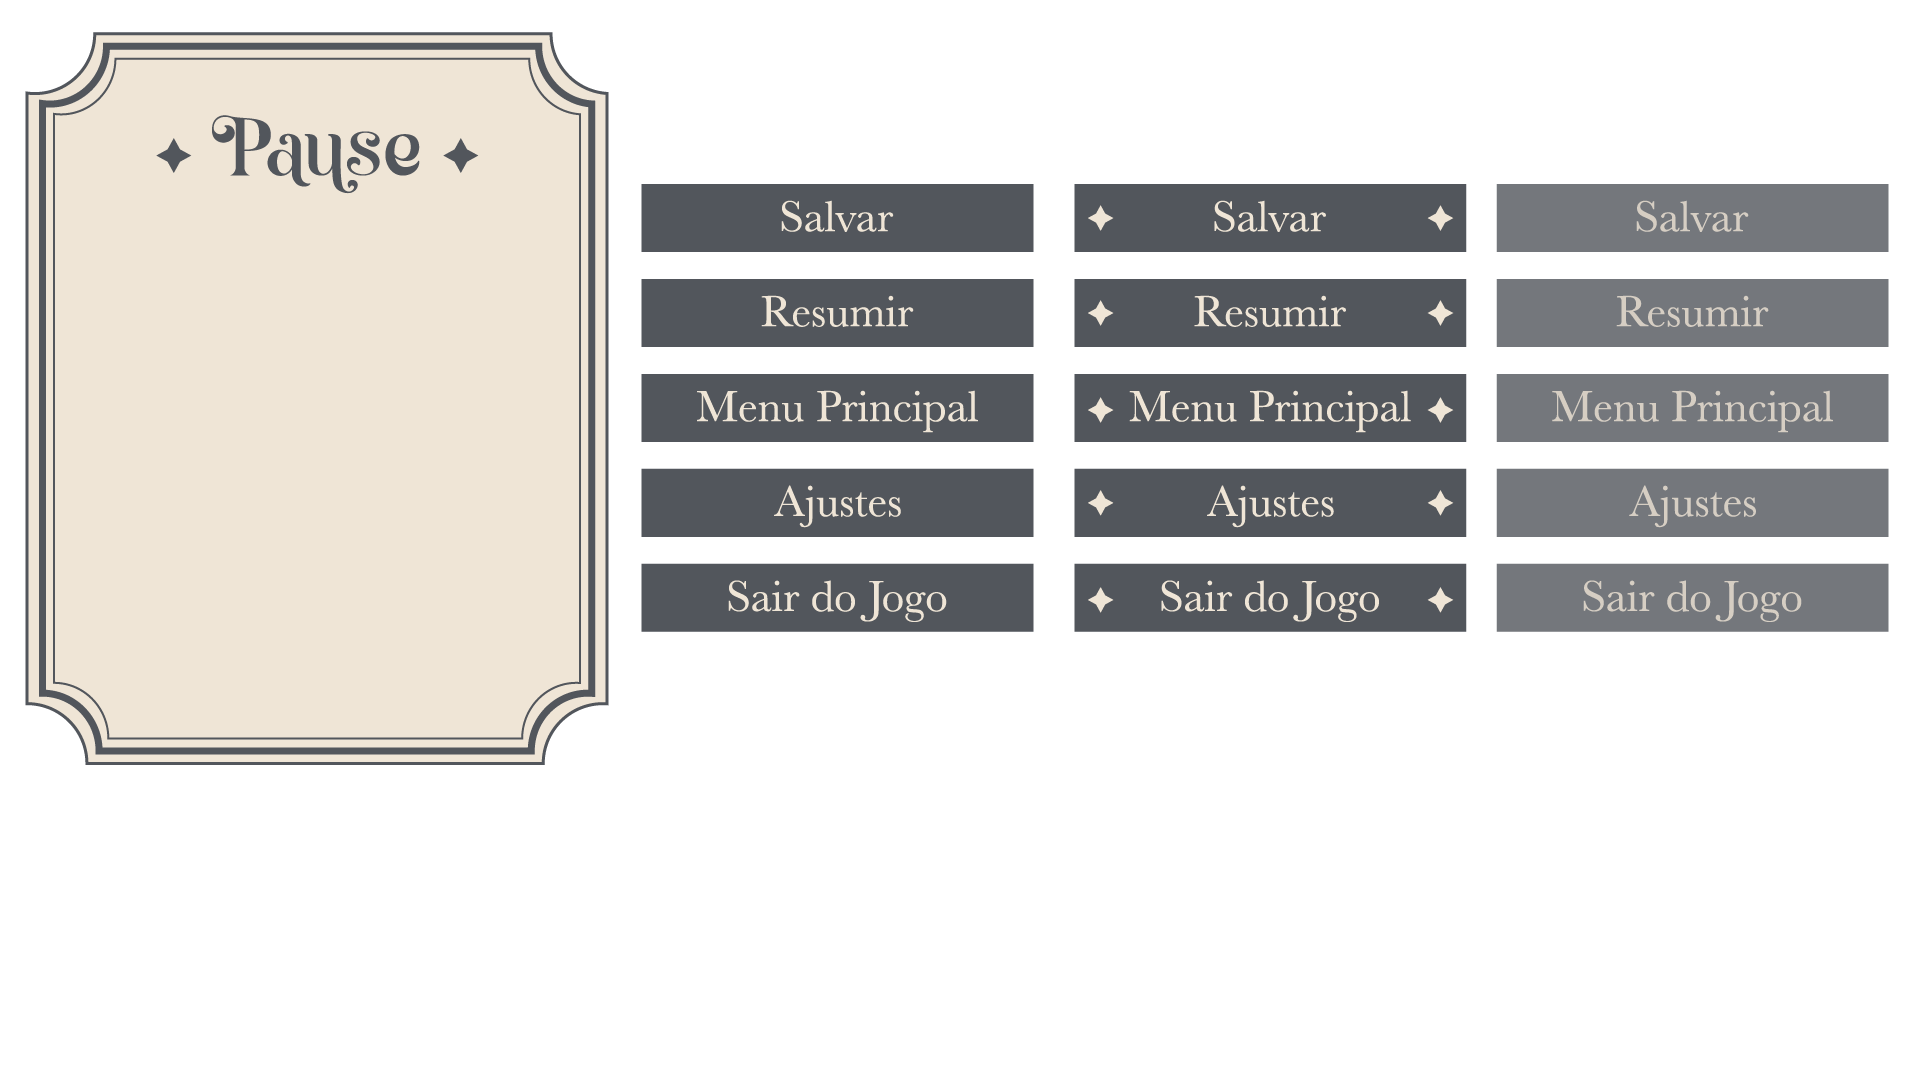 Pause
Salvar Salvar Salvar
Resumir Resumir Resumir
Menu Principal Menu Principal Menu Principal
Ajustes Ajustes Ajustes
Sair do Jogo Sair do Jogo Sair do Jogo